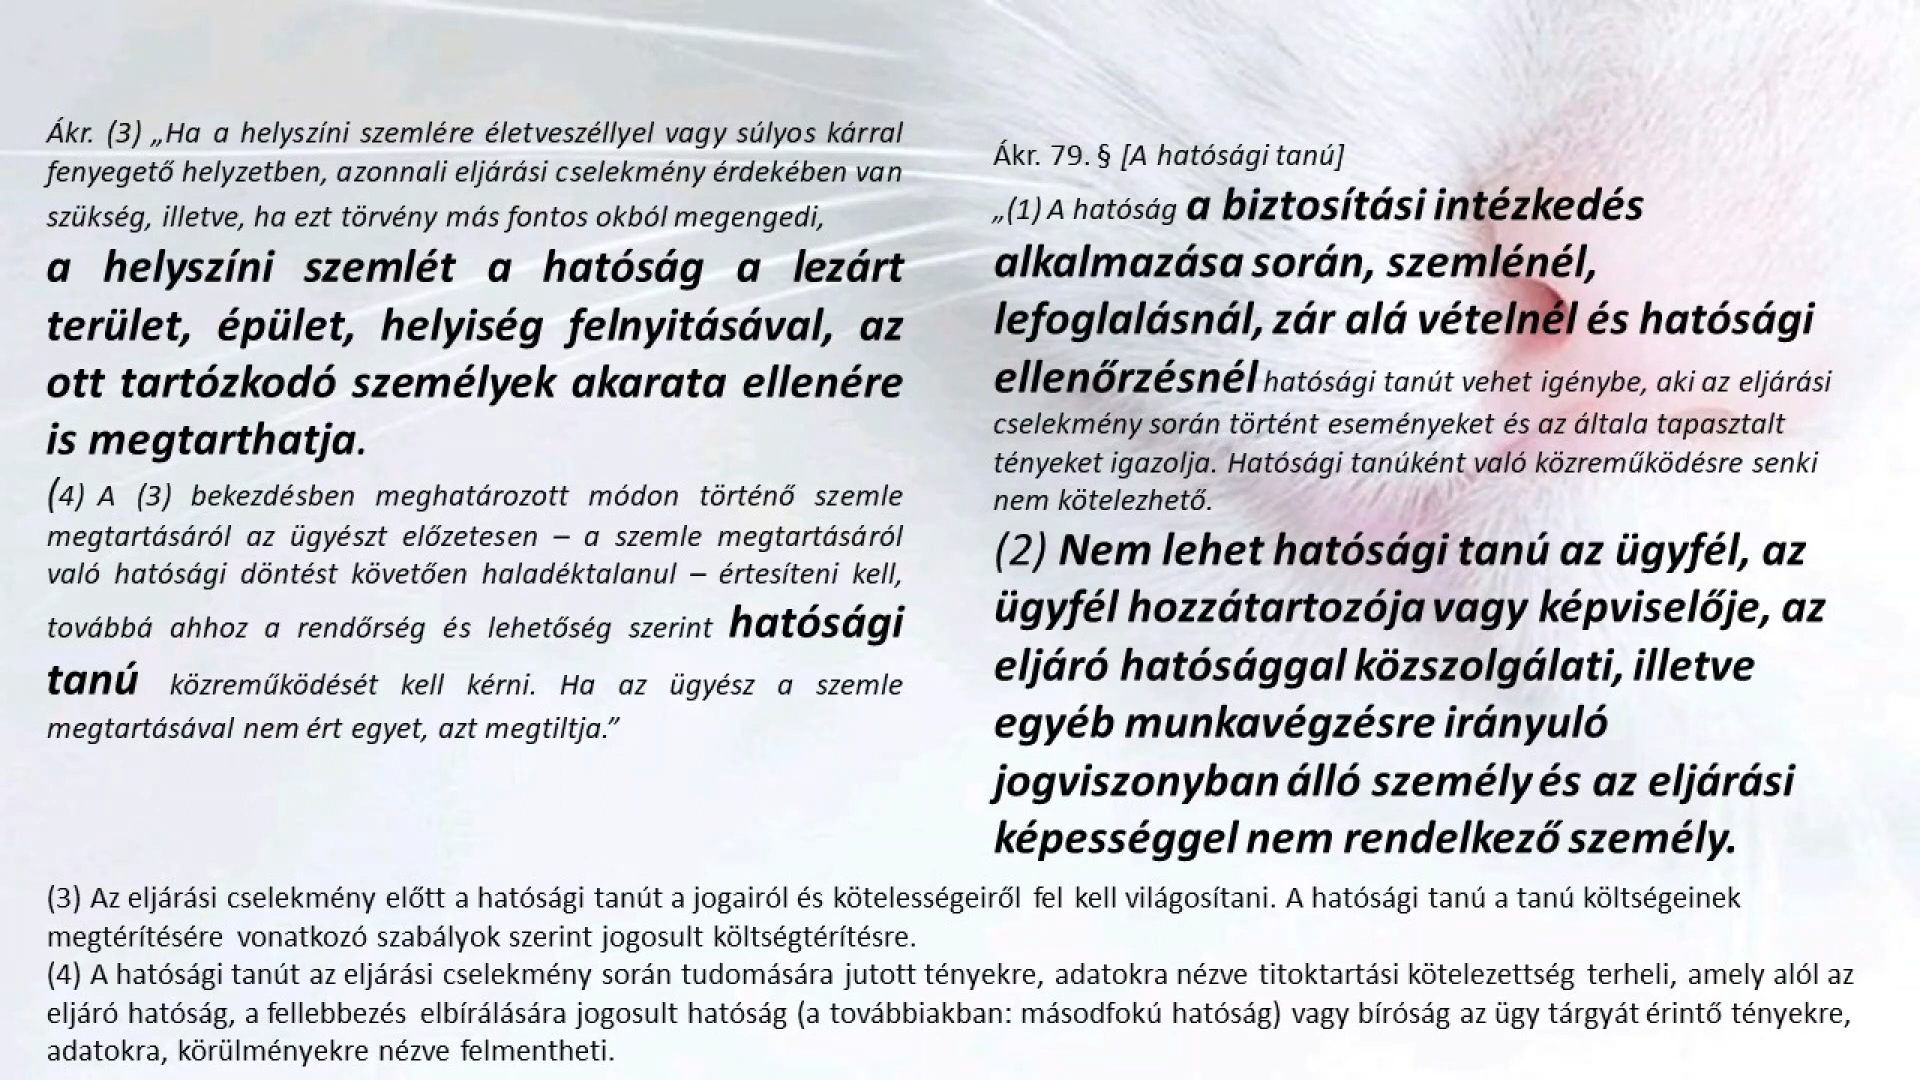 Ákr. (3) „Ha a helyszíni szemlére életveszéllyel vagy súlyos kárral
fenyegető helyzetben, azonnali eljárási cselekmény érdekében van
szükség, illetve, ha ezt törvény más fontos okból megengedi,
a helyszíni szemlét a hatóság a lezárt
terület, épület, helyiség felnyitásával, az
ott tartózkodó személyek akarata ellenére
is megtarthatja.
(4) A (3) bekezdésben meghatározott módon történő szemle
megtartásáról az ügyészt előzetesen – a szemle megtartásáról
való hatósági döntést követően haladéktalanul – értesíteni kell,
továbbá ahhoz a rendőrség és lehetőség szerint hatósági
tanú közreműködését kell kérni. Ha az ügyész a szemle
megtartásával nem ért egyet, azt megtiltja.”
Ákr. 79. § [A hatósági tanú]
„(1) A hatóság a biztosítási intézkedés
alkalmazása során, szemlénél,
lefoglalásnál, zár alá vételnél és hatósági
ellenőrzésnél hatósági tanút vehet igénybe, aki az eljárási
cselekmény során történt eseményeket és az általa tapasztalt
tényeket igazolja. Hatósági tanúként való közreműködésre senki
nem kötelezhető.
(2) Nem lehet hatósági tanú az ügyfél, az
ügyfél hozzátartozója vagy képviselője, az
eljáró hatósággal közszolgálati, illetve
egyéb munkavégzésre irányuló
jogviszonyban álló személy és az eljárási
képességgel nem rendelkező személy.
(3) Az eljárási cselekmény előtt a hatósági tanút a jogairól és kötelességeiről fel kell világosítani. A hatósági tanú a tanú költségeinek
megtérítésére vonatkozó szabályok szerint jogosult költségtérítésre.
(4) A hatósági tanút az eljárási cselekmény során tudomására jutott tényekre, adatokra nézve titoktartási kötelezettség terheli, amely alól az
eljáró hatóság, a fellebbezés elbírálására jogosult hatóság (a továbbiakban: másodfokú hatóság) vagy bíróság az ügy tárgyát érintő tényekre,
adatokra, körülményekre nézve felmentheti.